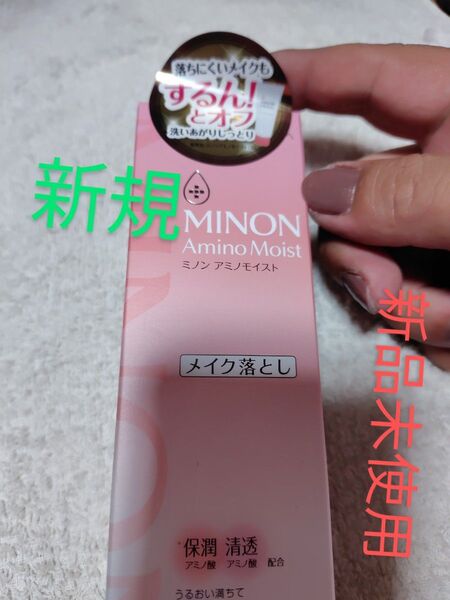 落ちにくいメイクも
するん!
とオフ
洗いあがりしっとり
新規
MINON
Amino Moist
ミノン アミノモイスト
メイク落とし
新品未使用
保潤 清透
アミノ酸 アミノ酸 配合
うるおい満ちて